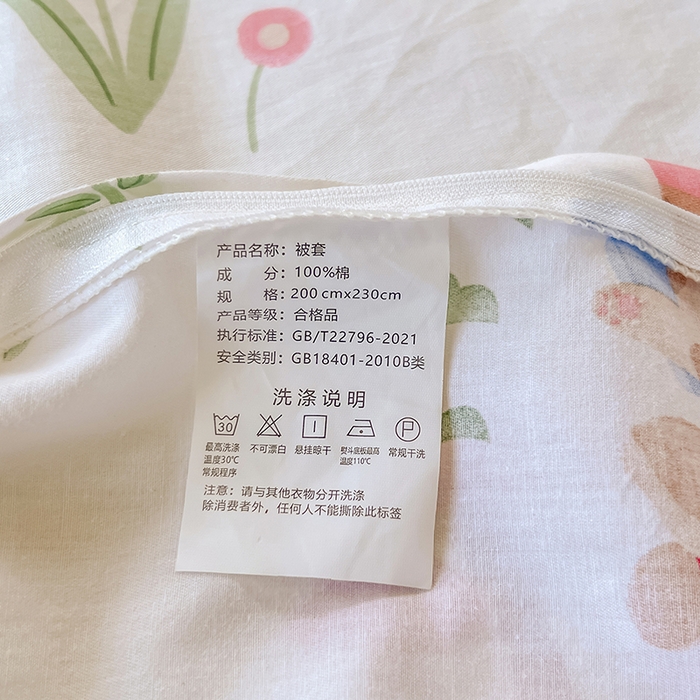 产品名称：被套
成　分：100%棉
规　格：200 cmx230cm
产品等级：合格品
执行标准：GB/T22796-2021
安全类别：GB18401-2010B类
洗涤说明
30 P
最高洗涤 不可漂白 悬挂晾干 熨斗底板最高 常规干洗
温度30℃ 温度110℃
常规程序
注意：请与其他衣物分开洗涤
除消费者外，任何人不能撕除此标签